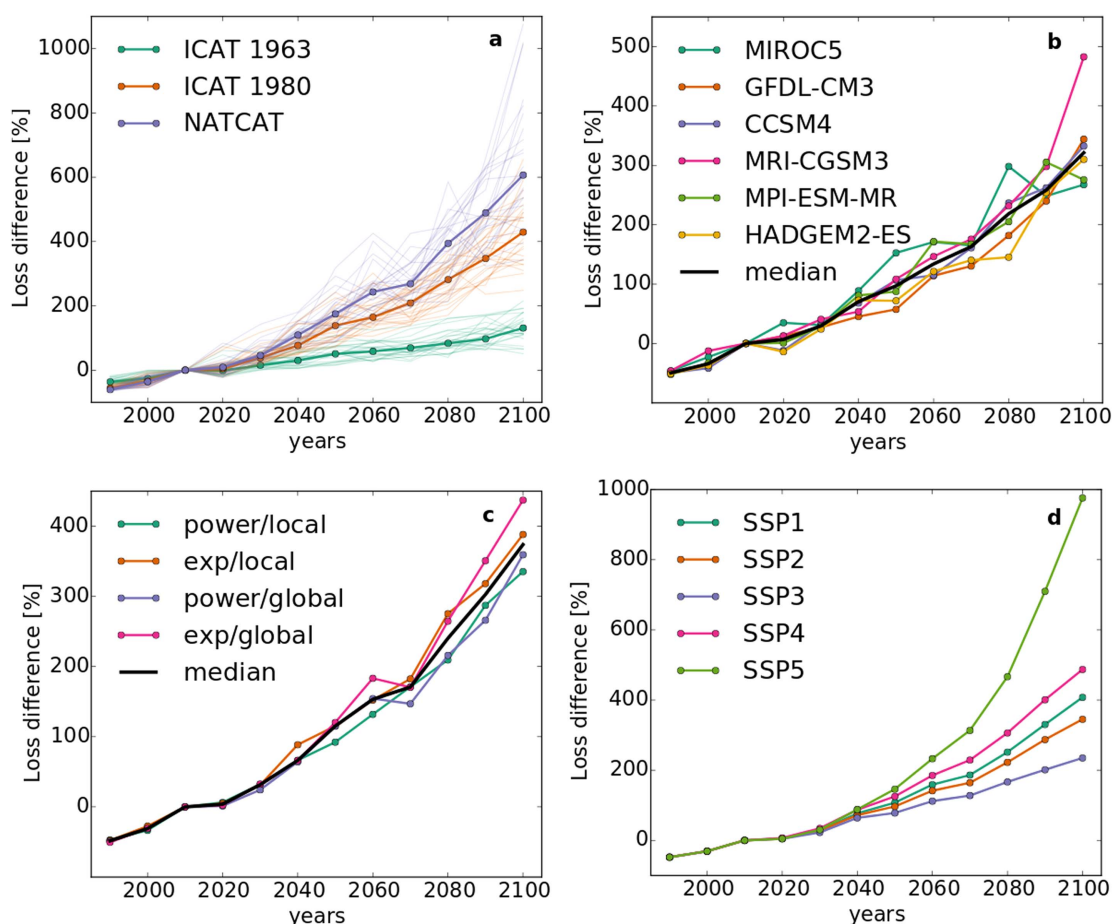 a
ICAT 1963
ICAT 1980
NATCAT
1000
800
600
400
200
0
Loss difference [%]
2000 2020 2040 2060 2080 2100
years
b
MIROC5
GFDL-CM3
CCSM4
MRI-CGSM3
MPI-ESM-MR
HADGEM2-ES
median
500
400
300
200
100
0
Loss difference [%]
2000 2020 2040 2060 2080 2100
years
c
power/local
exp/local
power/global
exp/global
median
400
300
200
100
0
Loss difference [%]
2000 2020 2040 2060 2080 2100
years
d
SSP1
SSP2
SSP3
SSP4
SSP5
1000
800
600
400
200
0
Loss difference [%]
2000 2020 2040 2060 2080 2100
years